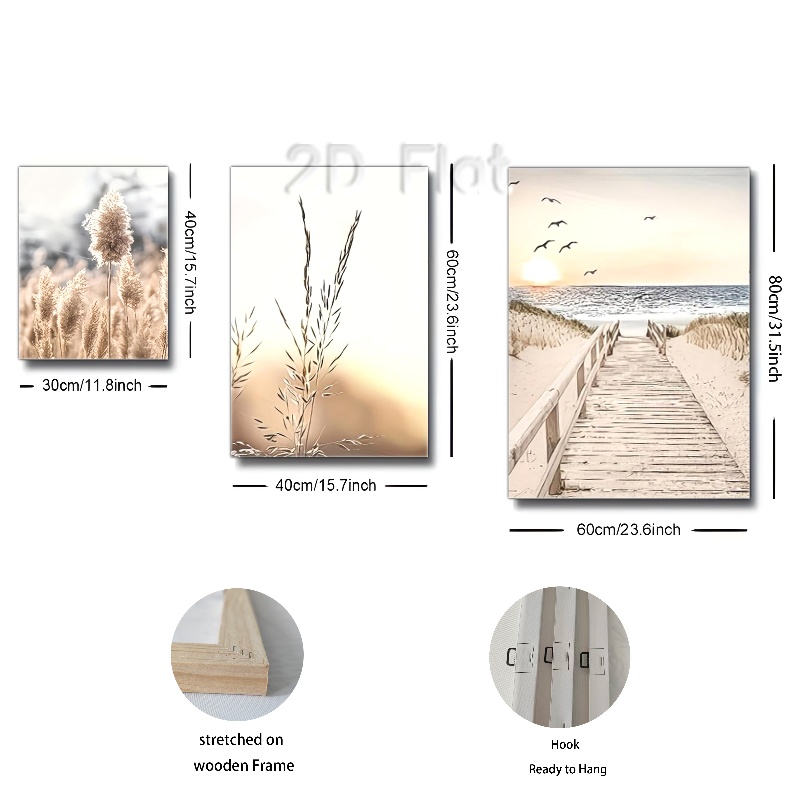 2D Flat
40cm/15.7inch
30cm/11.8inch
60cm/23.6inch
40cm/15.7inch
80cm/31.5inch
60cm/23.6inch
stretched on
wooden Frame
Hook
Ready to Hang